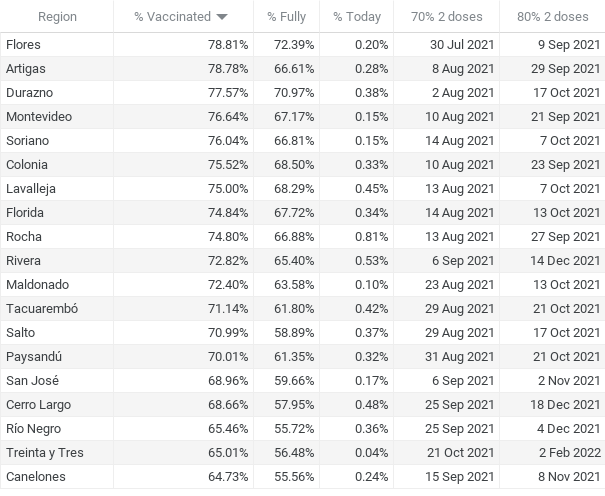 Region % Vaccinated % Fully % Today 70% 2 doses 80% 2 doses
Flores 78.81% 72.39% 0.20% 30 Jul 2021 9 Sep 2021
Artigas 78.78% 66.61% 0.28% 8 Aug 2021 29 Sep 2021
Durazno 77.57% 70.97% 0.38% 2 Aug 2021 17 Oct 2021
Montevideo 76.64% 67.17% 0.15% 10 Aug 2021 21 Sep 2021
Soriano 76.04% 66.81% 0.15% 14 Aug 2021 7 Oct 2021
Colonia 75.52% 68.50% 0.33% 10 Aug 2021 23 Sep 2021
Lavalleja 75.00% 68.29% 0.45% 13 Aug 2021 7 Oct 2021
Florida 74.84% 67.72% 0.34% 14 Aug 2021 13 Oct 2021
Rocha 74.80% 66.88% 0.81% 13 Aug 2021 27 Sep 2021
Rivera 72.82% 65.40% 0.53% 6 Sep 2021 14 Dec 2021
Maldonado 72.40% 63.58% 0.10% 23 Aug 2021 13 Oct 2021
Tacuarembó 71.14% 61.80% 0.42% 29 Aug 2021 21 Oct 2021
Salto 70.99% 58.89% 0.37% 29 Aug 2021 17 Oct 2021
Paysandú 70.01% 61.35% 0.32% 31 Aug 2021 21 Oct 2021
San José 68.96% 59.66% 0.17% 6 Sep 2021 2 Nov 2021
Cerro Largo 68.66% 57.95% 0.48% 25 Sep 2021 18 Dec 2021
Río Negro 65.46% 55.72% 0.36% 25 Sep 2021 4 Dec 2021
Treinta y Tres 65.01% 56.48% 0.04% 21 Oct 2021 2 Feb 2022
Canelones 64.73% 55.56% 0.24% 15 Sep 2021 8 Nov 2021